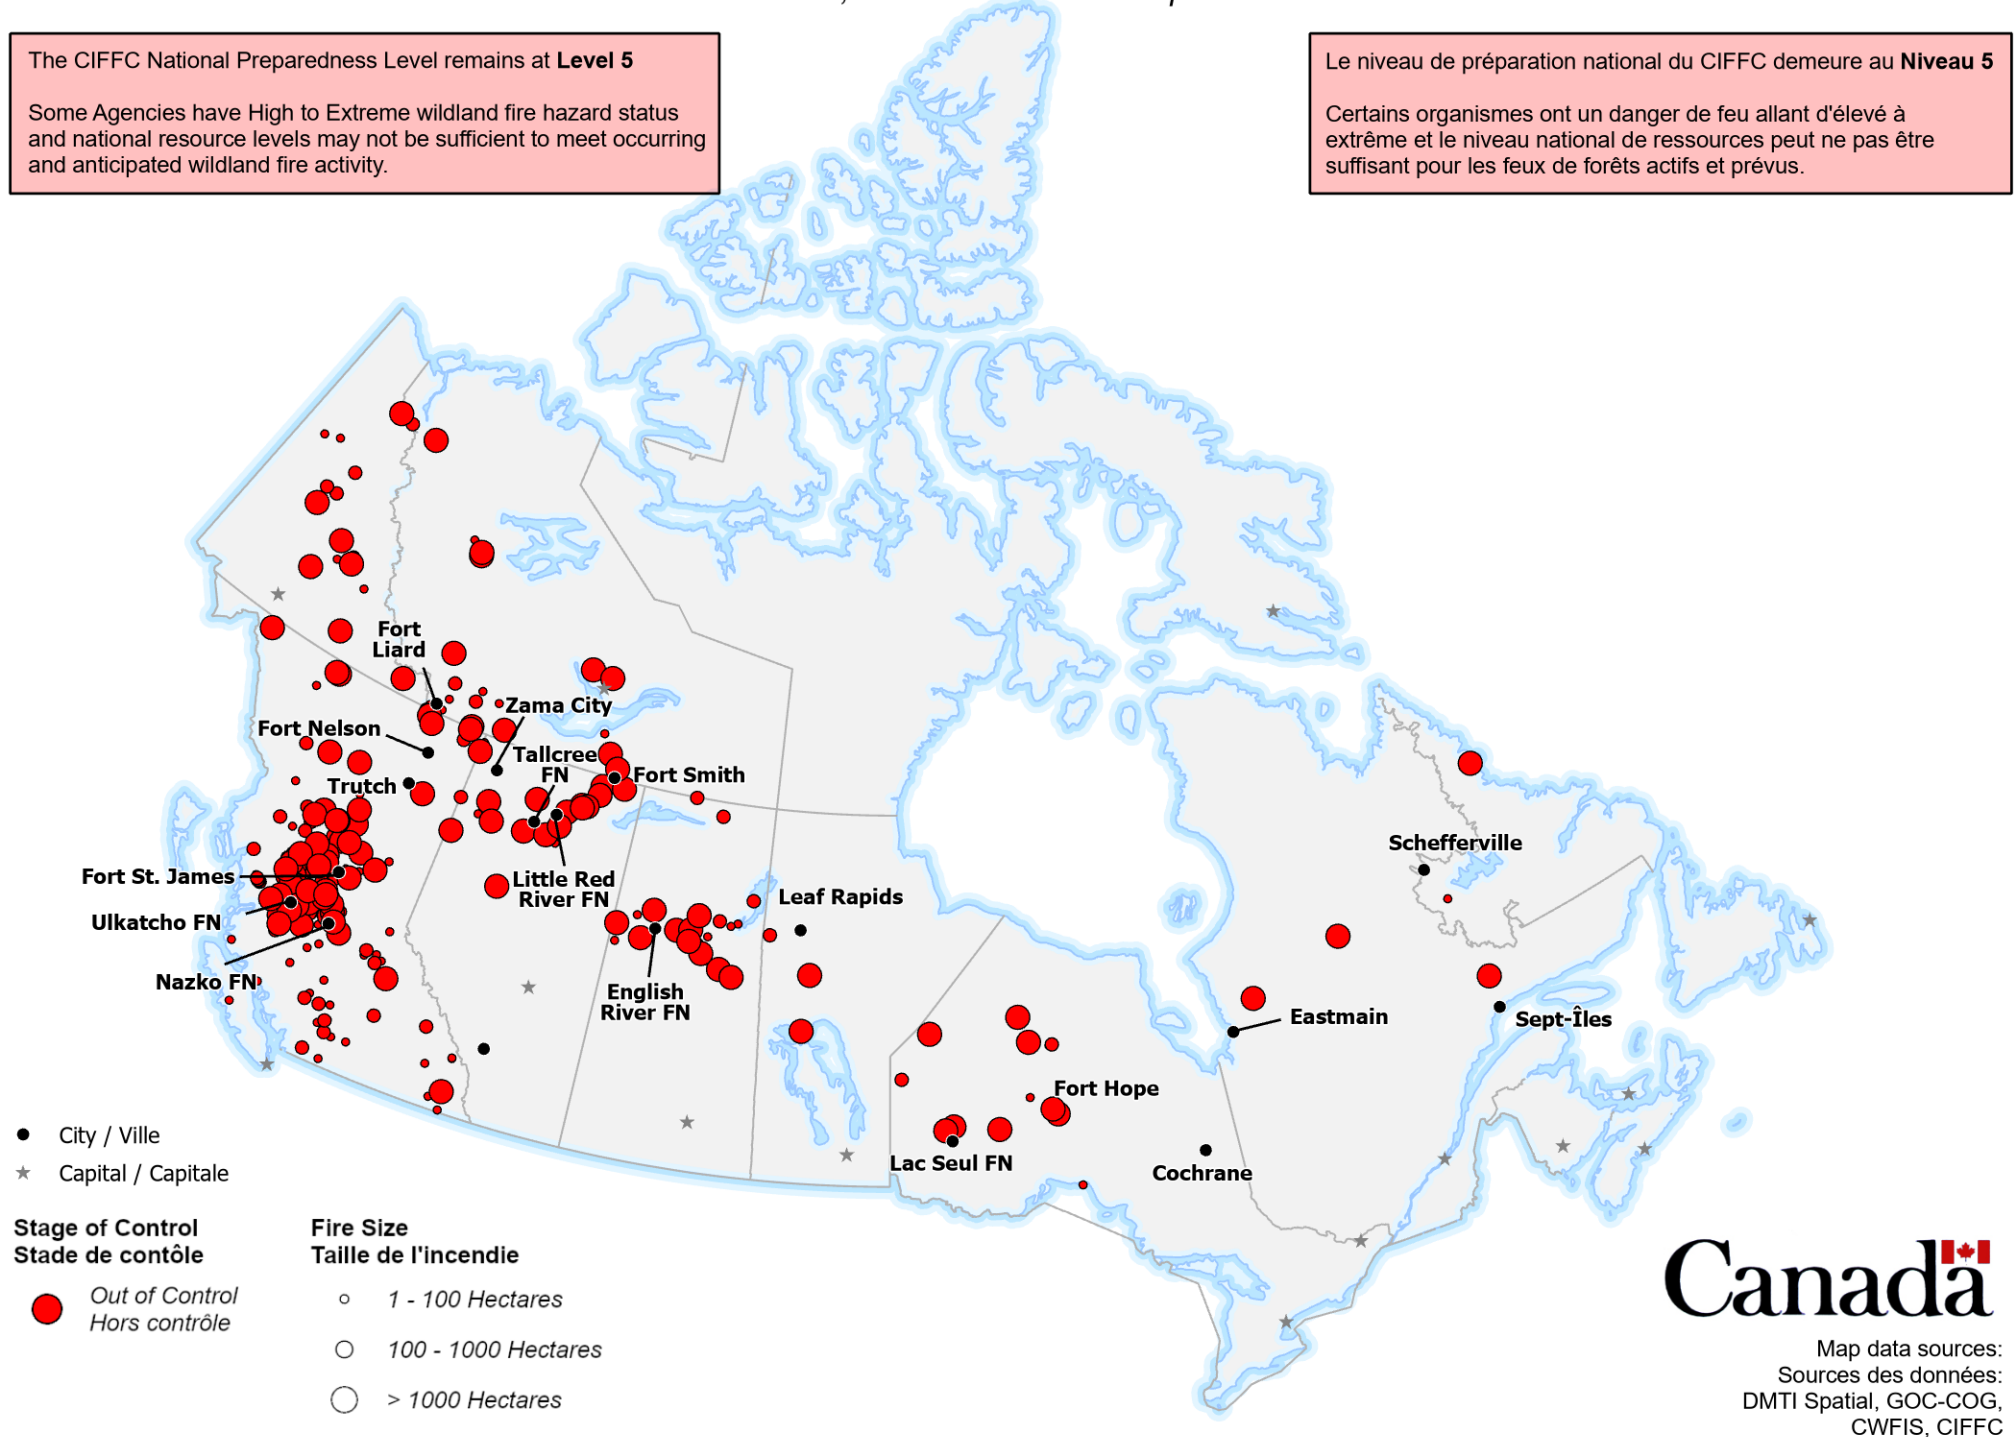 The CIFFC National Preparedness Level remains at Level 5
Some Agencies have High to Extreme wildland fire hazard status
and national resource levels may not be sufficient to meet occurring
and anticipated wildland fire activity.
Le niveau de préparation national du CIFFC demeure au Niveau 5
Certains organismes ont un danger de feu allant d'élevé à
extrême et le niveau national de ressources peut ne pas être
suffisant pour les feux de forêts actifs et prévus.
Fort
Liard
Zama City
Fort Nelson
Tallcree
FN
Fort Smith
Trutch
Schefferville
Fort St. James
Little Red
River FN
Leaf Rapids
Ulkatcho FN
Nazko FN
English
River FN
Eastmain
Sept-Îles
Fort Hope
Lac Seul FN
Cochrane
City / Ville
Capital / Capitale
Stage of Control
Stade de contôle
Out of Control
Hors contrôle
Fire Size
Taille de l'incendie
1 - 100 Hectares
100 - 1000 Hectares
> 1000 Hectares
Canada
Map data sources:
Sources des données:
DMTI Spatial, GOC-COG,
CWFIS, CIFFC